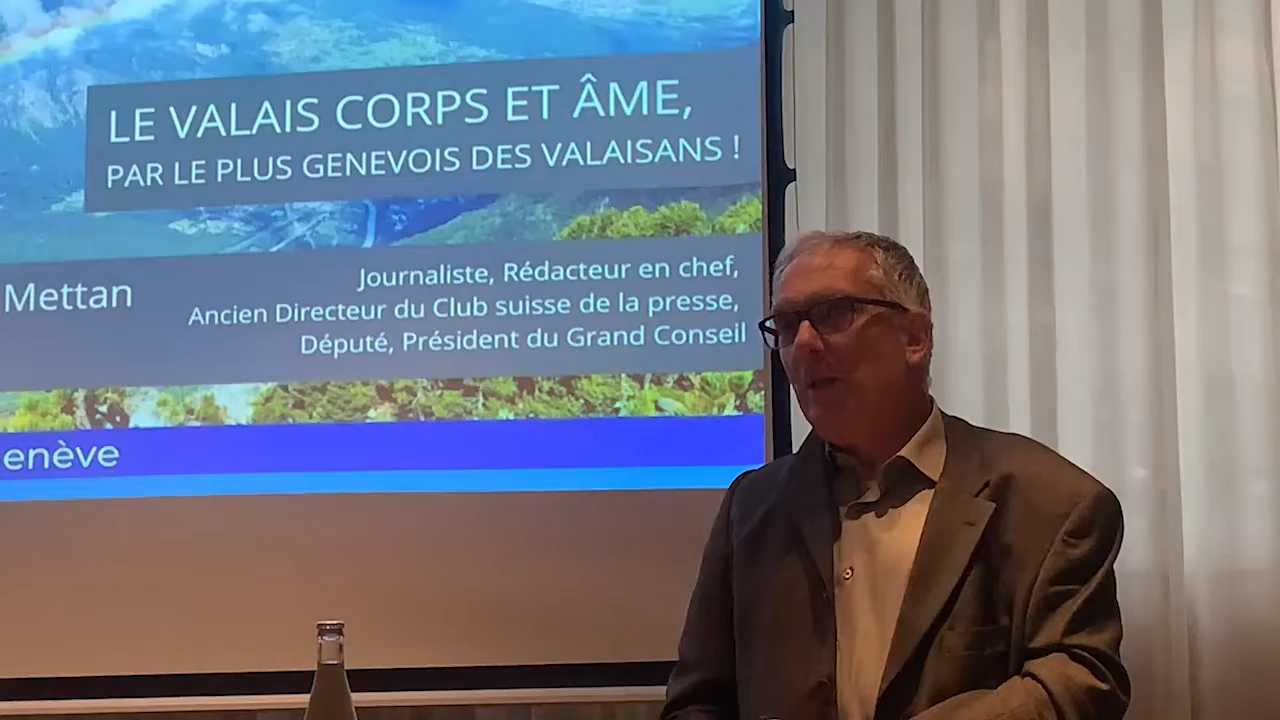 LE VALAIS CORPS ET ÂME,
PAR LE PLUS GENEVOIS DES VALAISANS !
Mettan
Journaliste, Rédacteur en chef,
Ancien Directeur du Club suisse de la presse,
Député, Président du Grand Conseil
enève